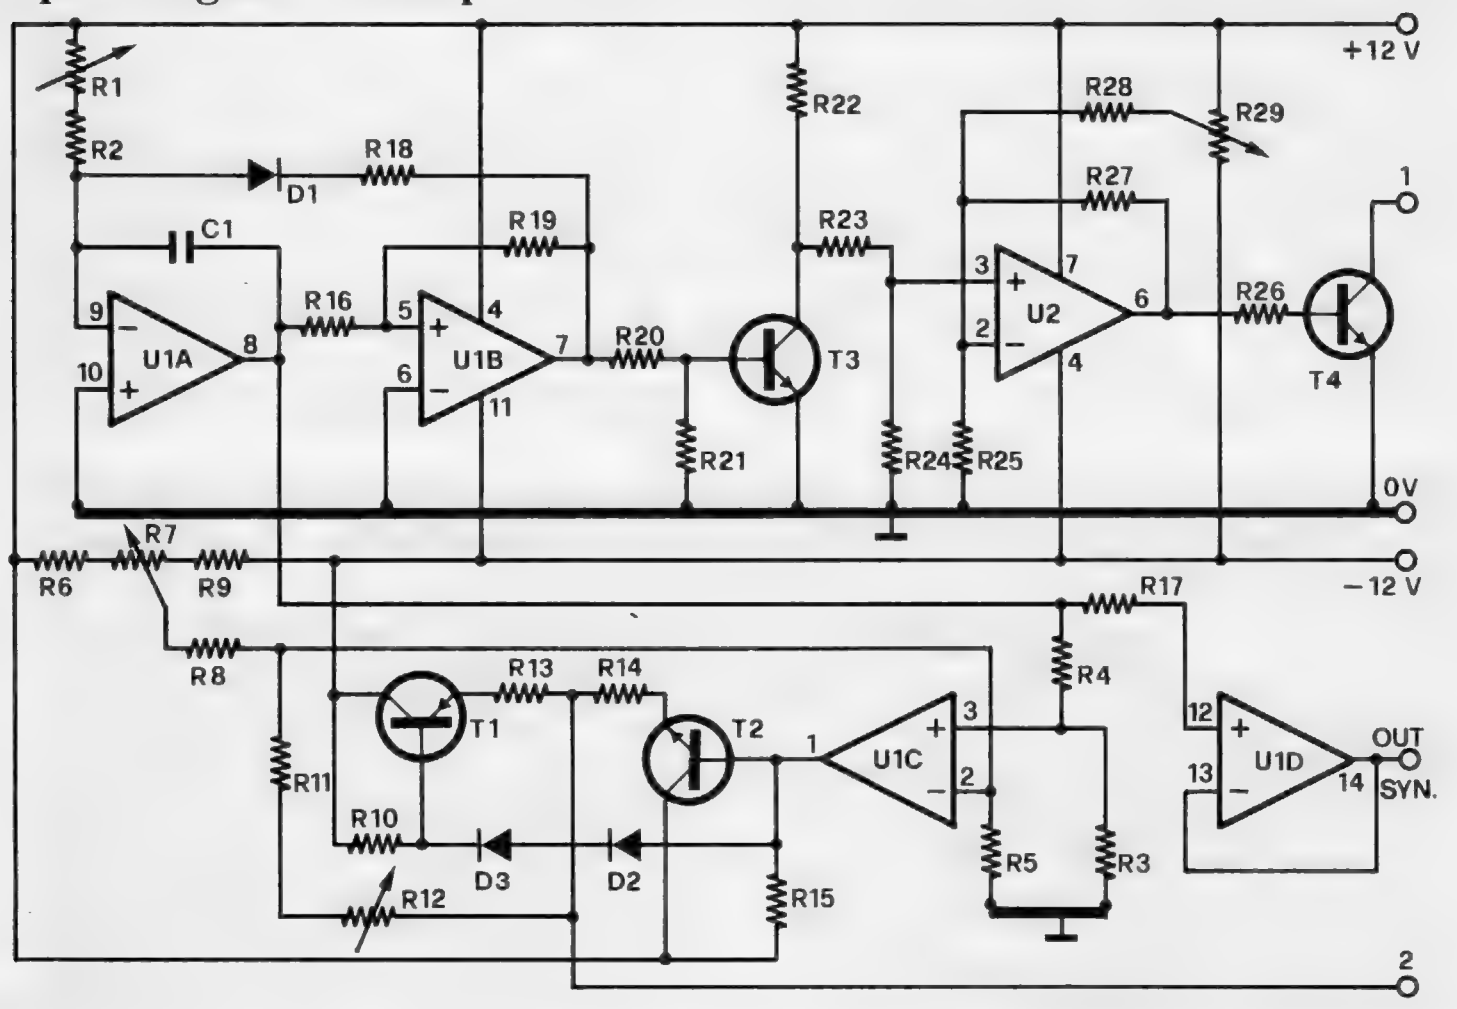 +12 V
R1
R2
R18
D1
C1
R19
R16
9
−
10
+
U1A
8
5
+
6
−
U1B
4
7
11
R20
R21
R22
T3
R23
R24
R25
R28
R29
R27
3
+
2
−
U2
7
6
4
R26
T4
1
0V
−12 V
R6
R7
R9
R8
R17
R4
R13
R14
T1
T2
R11
R10
D3
D2
R12
R15
1
U1C
+
3
−
2
R5
R3
12
+
13
−
U1D
14
OUT
SYN.
2